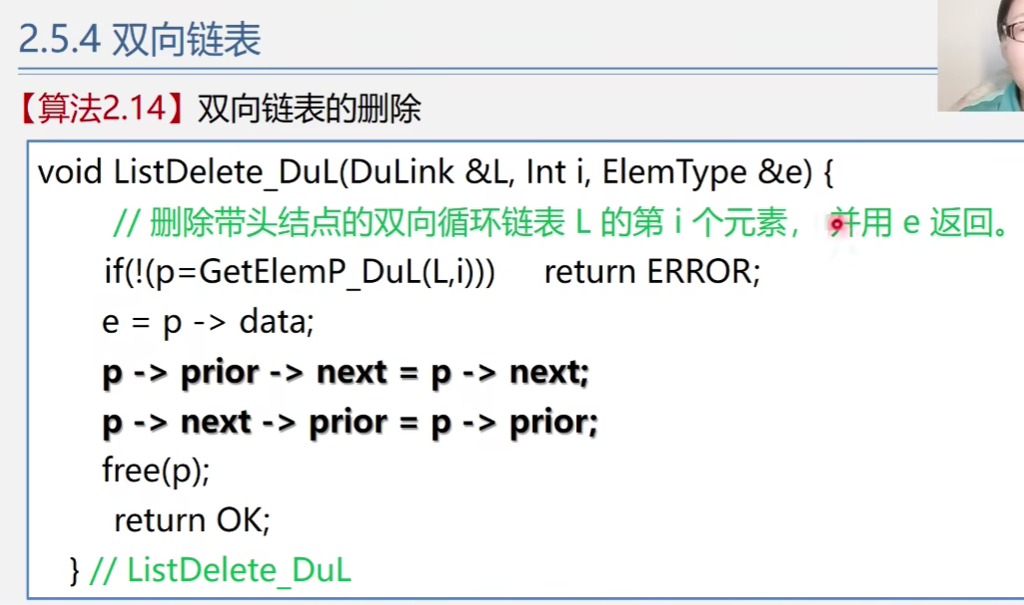 2.5.4 双向链表
【算法2.14】双向链表的删除
void ListDelete_DuL(DuLink &L, Int i, ElemType &e) {
// 删除带头结点的双向循环链表 L 的第 i 个元素，并用 e 返回。
if(!(p=GetElemP_DuL(L,i))) return ERROR;
e = p -> data;
p -> prior -> next = p -> next;
p -> next -> prior = p -> prior;
free(p);
return OK;
} // ListDelete_DuL